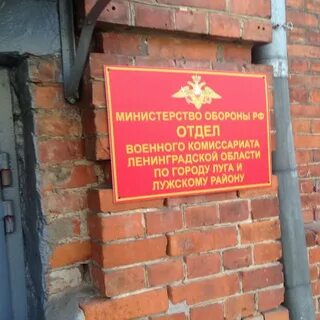 МИНИСТЕРСТВО ОБОРОНЫ РФ
ОТДЕЛ
ВОЕННОГО КОМИССАРИАТА
ЛЕНИНГРАДСКОЙ ОБЛАСТИ
ПО ГОРОДУ ЛУГА И
ЛУЖСКОМУ РАЙОНУ